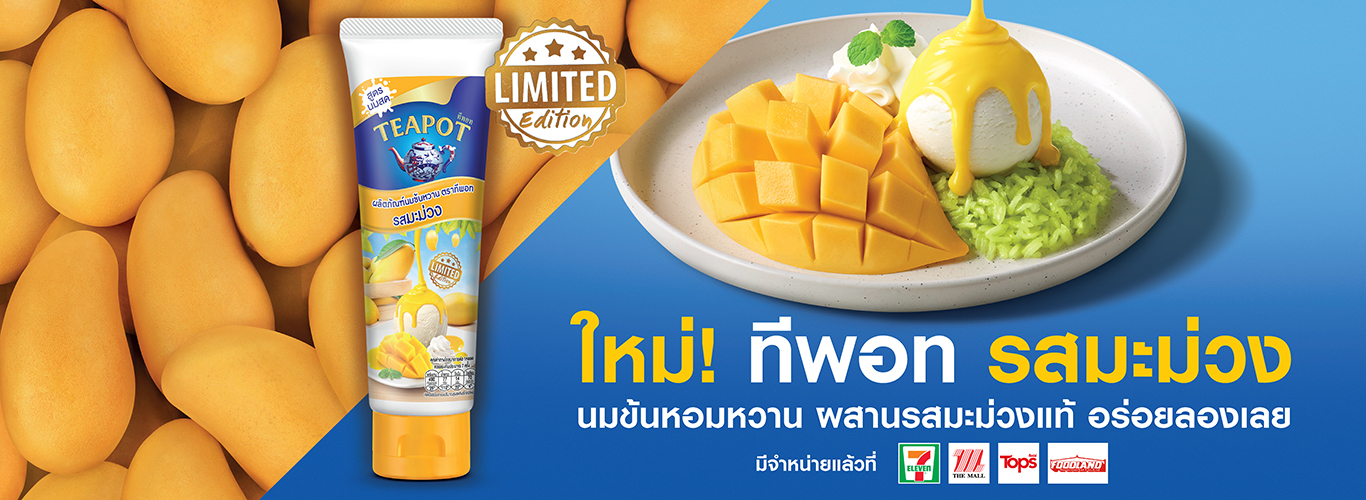 สูตร
นมสด
ทีพอท
TEAPOT
ผลิตภัณฑ์นมข้นหวาน ตราทีพอท
รสมะม่วง
LIMITED
Edition
LIMITED
Edition
ใหม่! ทีพอท รสมะม่วง
นมข้นหอมหวาน ผสานรสมะม่วงแท้ อร่อยลองเลย
มีจำหน่ายแล้วที่
7
ELEVEN
THE MALL
Tops
FOODLAND